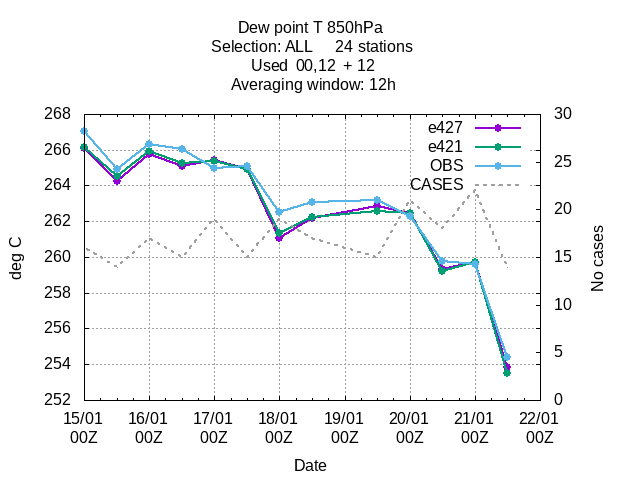 Dew point T 850hPa
Selection: ALL 24 stations
Used 00,12 + 12
Averaging window: 12h
268
266
264
262
260
258
256
254
252
deg C
30
25
20
15
10
5
0
No cases
e427
e421
OBS
CASES
15/01 16/01 17/01 18/01 19/01 20/01 21/01 22/01
00Z 00Z 00Z 00Z 00Z 00Z 00Z 00Z
Date